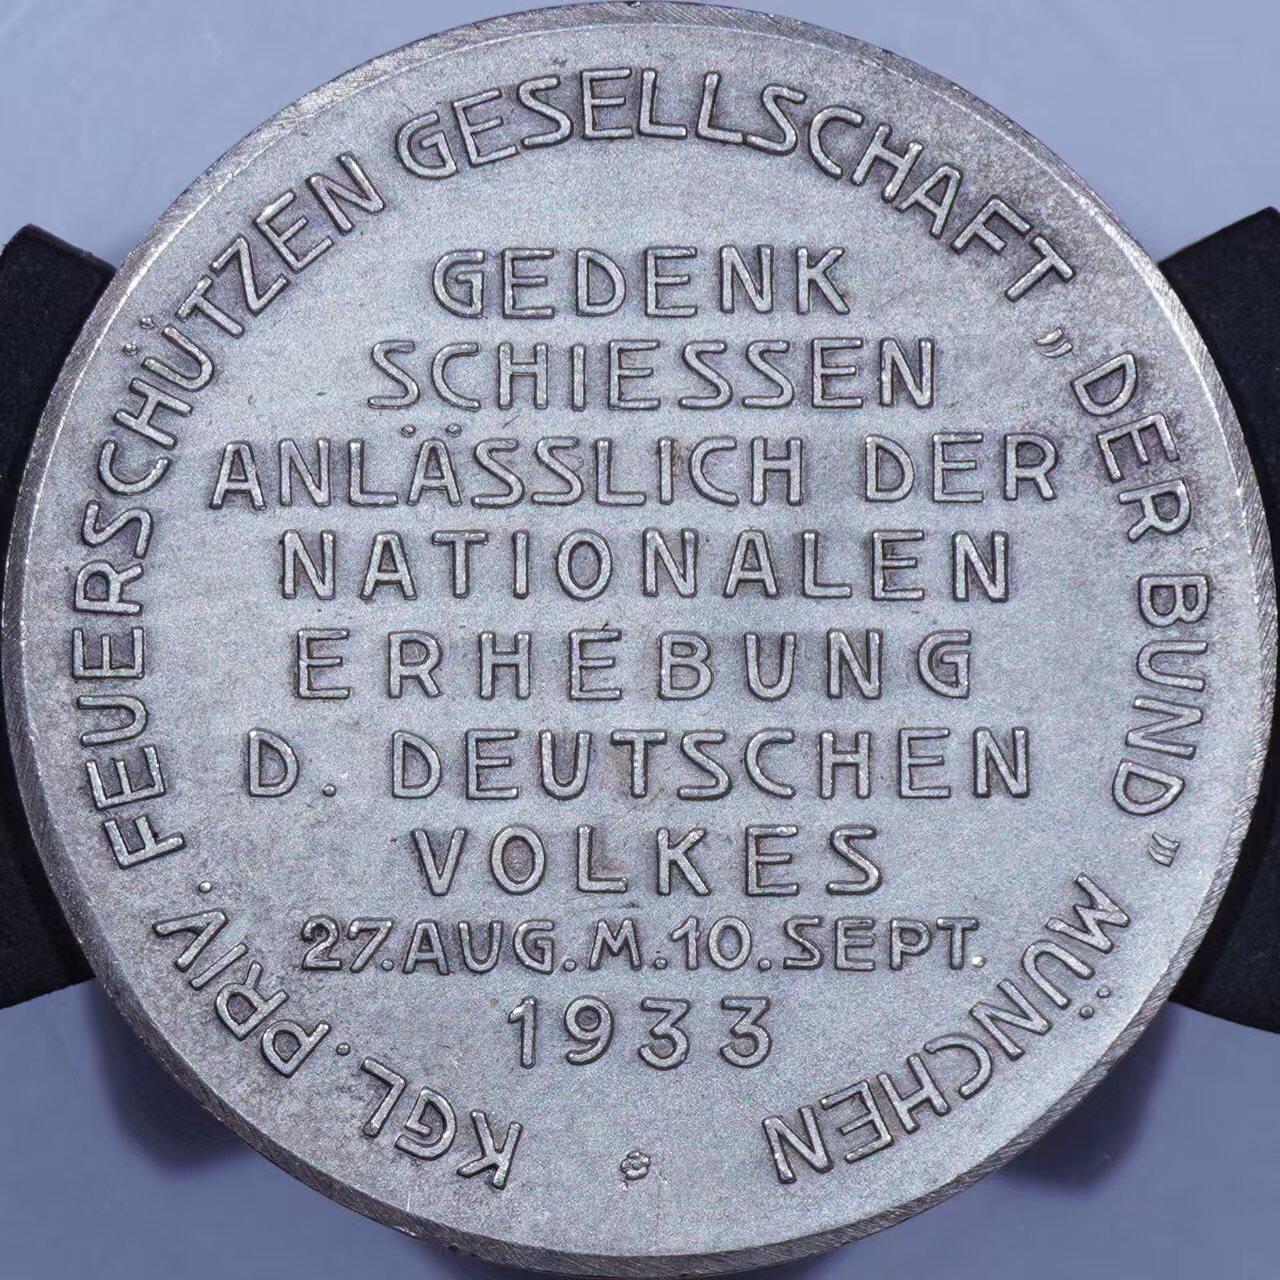 KGL. PRIV. FEUERSCHÜTZEN GESELLSCHAFT „DER BUND” MÜNCHEN
GEDENK
SCHIESSEN
ANLÄSSLICH DER
NATIONALEN
ERHEBUNG
D. DEUTSCHEN
VOLKES
27.AUG.M.10.SEPT.
1933